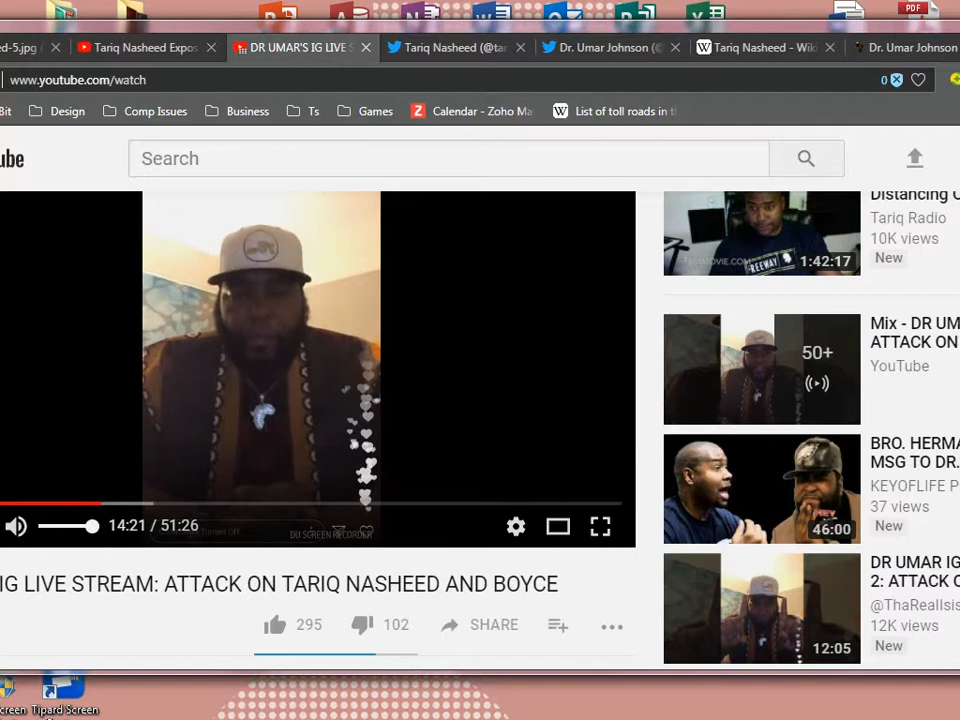 PDF
ed-5.jpg
Tariq Nasheed Expos
DR UMAR'S IG LIVE S
Tariq Nasheed (@tar
Dr. Umar Johnson (@
Tariq Nasheed - Wiki
Dr. Umar Johnson
www.youtube.com/watch
0
Bit
Design
Comp Issues
Business
Ts
Games
Calendar - Zoho Ma
List of toll roads in t
ube
Search
Distancing
Tariq Radio
10K views
New
1:42:17
50+
Mix - DR UM
ATTACK ON
YouTube
BRO. HERMA
MSG TO DR.
KEYOFLIFE P
37 views
New
46:00
14:21 / 51:26
DU SCREEN RECORDER
IG LIVE STREAM: ATTACK ON TARIQ NASHEED AND BOYCE
295
102
SHARE
DR UMAR IG
2: ATTACK O
@ThaRealIsis
12K views
New
12:05
creen
Tipard Screen